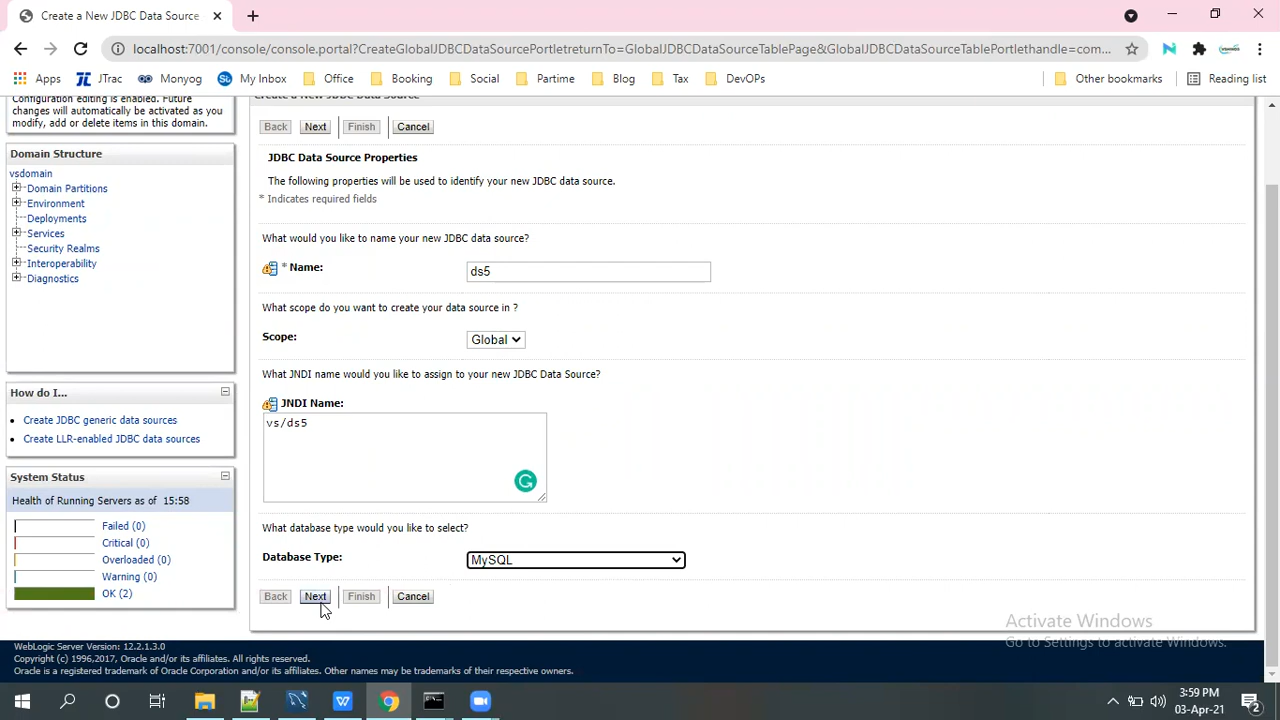 Create a New JDBC Data Source
localhost:7001/console/console.portal?CreateGlobalJDBCDataSourcePortletreturnTo=GlobalJDBCDataSourceTablePage&GlobalJDBCDataSourceTablePortlethandle=com...
Apps JTrac Monyog My Inbox Office Booking Social Partime Blog Tax DevOPs Other bookmarks Reading list
Configuration editing is enabled. Future
changes will automatically be activated as you
modify, add or delete items in this domain.
Domain Structure
vsdomain
Domain Partitions
Environment
Deployments
Services
Security Realms
Interoperability
Diagnostics
How do I...
Create JDBC generic data sources
Create LLR-enabled JDBC data sources
System Status
Health of Running Servers as of 15:58
Failed (0)
Critical (0)
Overloaded (0)
Warning (0)
OK (2)
Create a New JDBC Data Source
Back Next Finish Cancel
JDBC Data Source Properties
The following properties will be used to identify your new JDBC data source.
* Indicates required fields
What would you like to name your new JDBC data source?
* Name: ds5
What scope do you want to create your data source in ?
Scope: Global
What JNDI name would you like to assign to your new JDBC Data Source?
JNDI Name:
vs/ds5
What database type would you like to select?
Database Type: MySQL
Back Next Finish Cancel
Activate Windows
Go to Settings to activate Windows.
WebLogic Server Version: 12.2.1.3.0
Copyright (c) 1996,2017, Oracle and/or its affiliates. All rights reserved.
Oracle is a registered trademark of Oracle Corporation and/or its affiliates. Other names may be trademarks of their respective owners.
3:59 PM
03-Apr-21
2